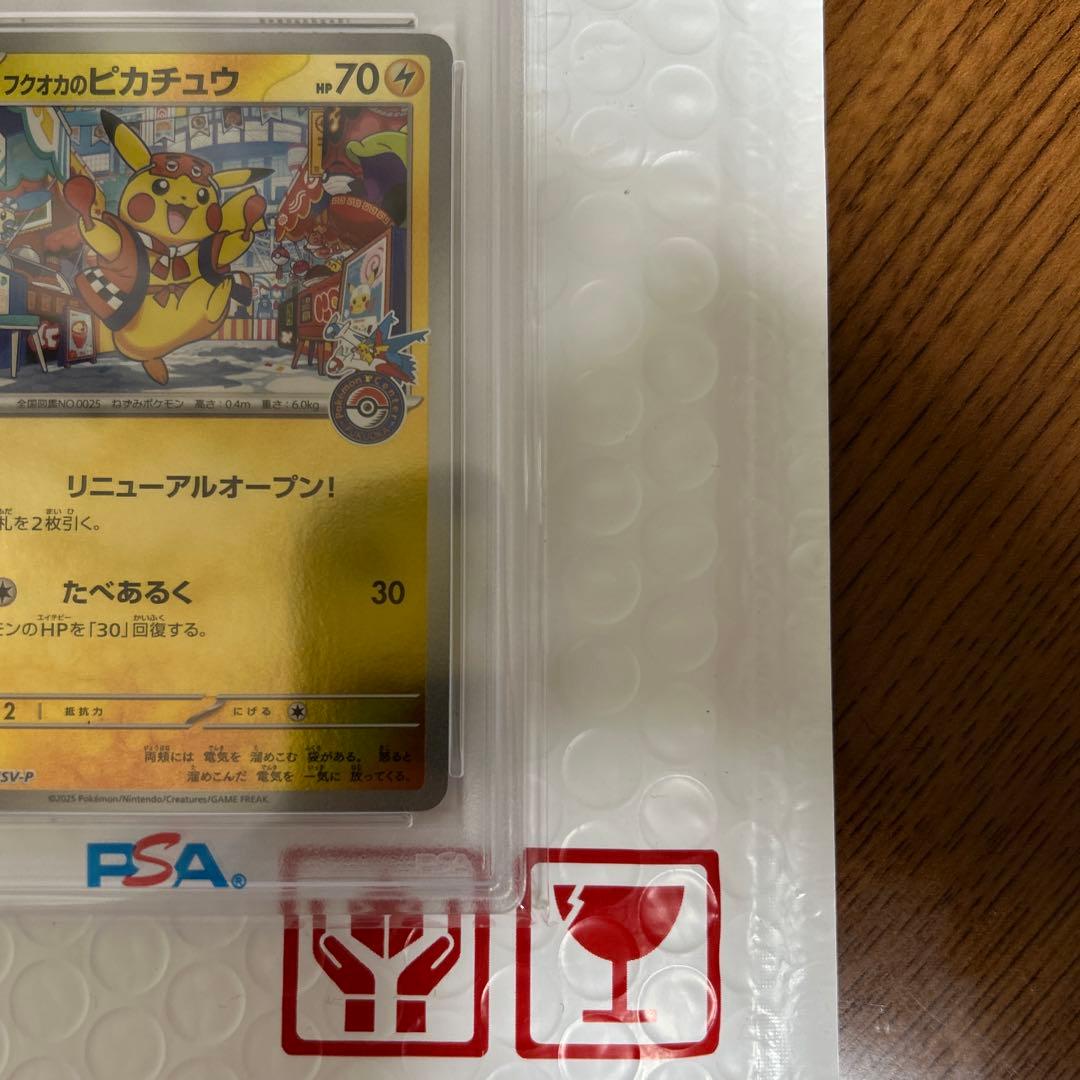 フクオカのピカチュウ HP70
全国図鑑NO.0025 ねずみポケモン 高さ：0.4m 重さ：6.0kg
Pokémon Center
リニューアルオープン！
札を2枚引く。
たべあるく 30
モンのHPを「30」回復する。
2 抵抗力 にげる
両頬には 電気を 溜めこむ 袋がある。 怒ると
溜めこんだ 電気を 一気に 放ってくる。
SV-P
©2025 Pokémon/Nintendo/Creatures/GAME FREAK.
PSA®